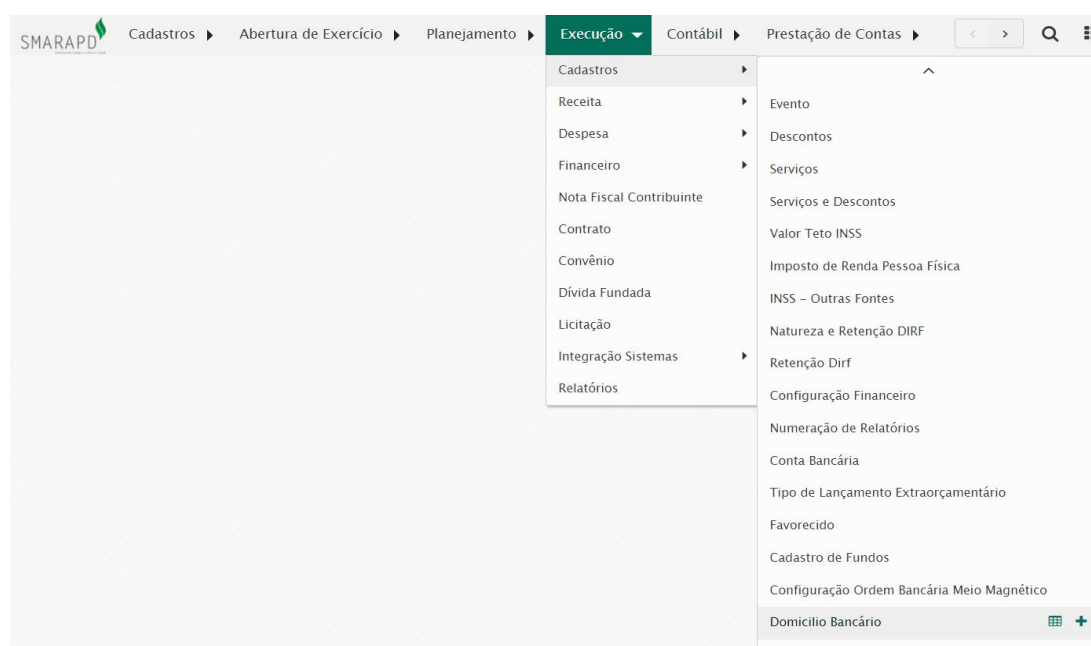 SMARAPD
Cadastros
Abertura de Exercício
Planejamento
Execução
Contábil
Prestação de Contas
Cadastros
Receita
Despesa
Financeiro
Nota Fiscal Contribuinte
Contrato
Convênio
Dívida Fundada
Licitação
Integração Sistemas
Relatórios
Evento
Descontos
Serviços
Serviços e Descontos
Valor Teto INSS
Imposto de Renda Pessoa Física
INSS – Outras Fontes
Natureza e Retenção DIRF
Retenção Dirf
Configuração Financeiro
Numeração de Relatórios
Conta Bancária
Tipo de Lançamento Extraorçamentário
Favorecido
Cadastro de Fundos
Configuração Ordem Bancária Meio Magnético
Domicilio Bancário